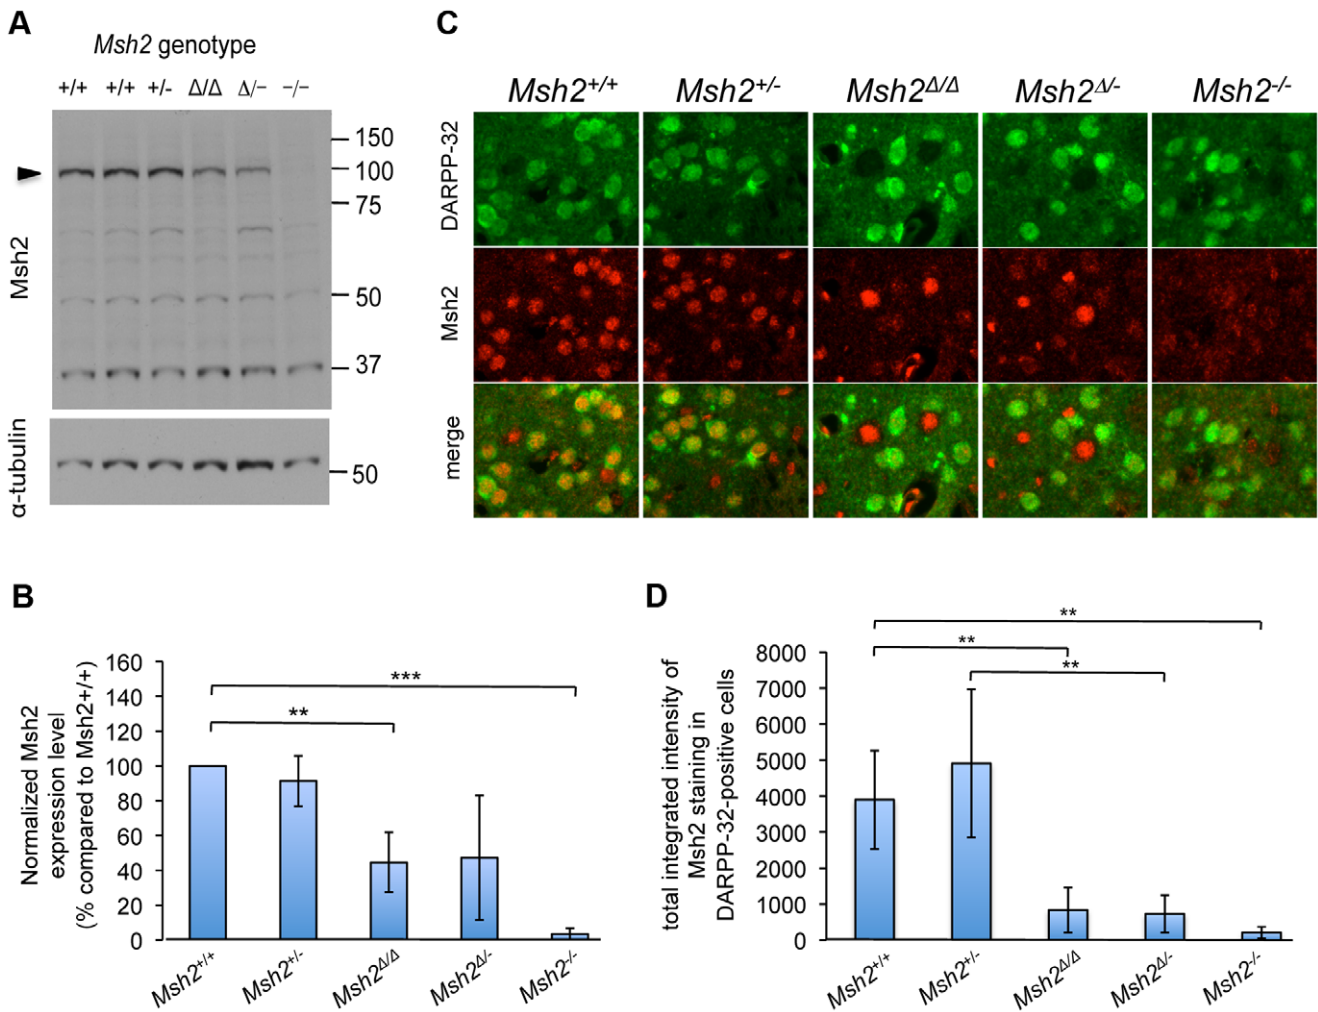 A
Msh2 genotype
+/+ +/+ +/- Δ/Δ Δ/− −/−
150
100
75
50
37
Msh2
50
α-tubulin
C
Msh2+/+ Msh2+/- Msh2Δ/Δ Msh2Δ/- Msh2-/-
DARPP-32
Msh2
merge
B
Normalized Msh2
expression level
(% compared to Msh2+/+)
160
140
120
100
80
60
40
20
0
***
**
Msh2+/+ Msh2+/- Msh2Δ/Δ Msh2Δ/- Msh2-/-
D
total integrated intensity of
Msh2 staining in
DARPP-32-positive cells
8000
7000
6000
5000
4000
3000
2000
1000
0
**
**
**
Msh2+/+ Msh2+/- Msh2Δ/Δ Msh2Δ/- Msh2-/-